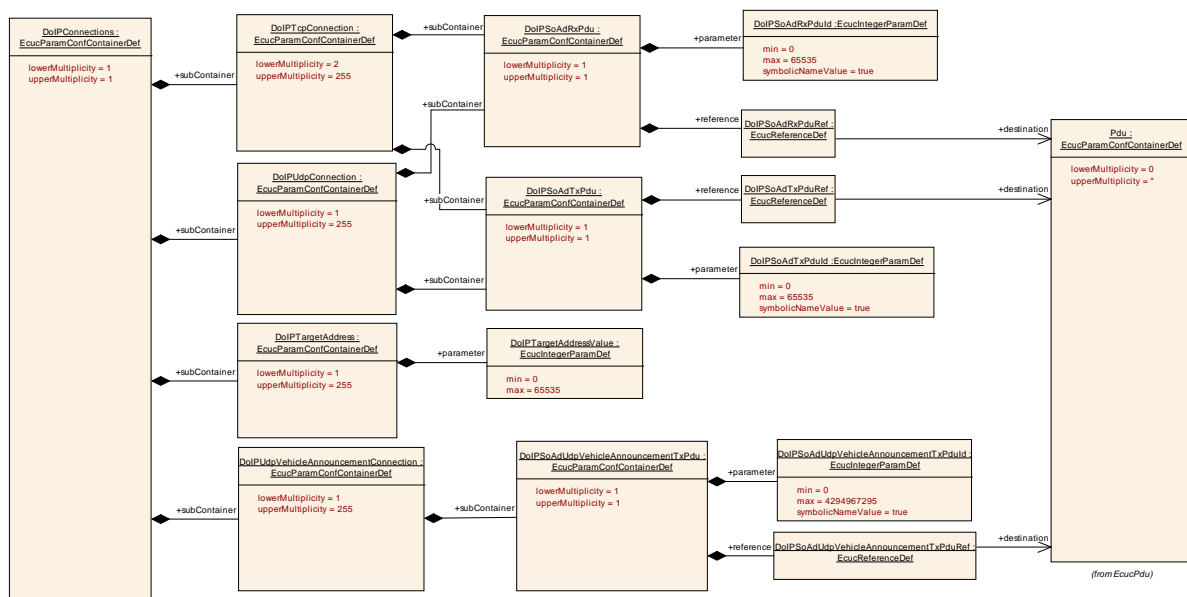 DoIPConnections :
EcucParamConfContainerDef
lowerMultiplicity = 1
upperMultiplicity = 1
+subContainer
DoIPTcpConnection :
EcucParamConfContainerDef
lowerMultiplicity = 2
upperMultiplicity = 255
+subContainer
DoIPSoAdRxPdu :
EcucParamConfContainerDef
lowerMultiplicity = 1
upperMultiplicity = 1
+parameter
DoIPSoAdRxPduId :EcucIntegerParamDef
min = 0
max = 65535
symbolicNameValue = true
+subContainer
+reference
DoIPSoAdRxPduRef :
EcucReferenceDef
+destination
Pdu :
EcucParamConfContainerDef
lowerMultiplicity = 0
upperMultiplicity = *
+subContainer
DoIPUdpConnection :
EcucParamConfContainerDef
lowerMultiplicity = 1
upperMultiplicity = 255
+subContainer
DoIPSoAdTxPdu :
EcucParamConfContainerDef
lowerMultiplicity = 1
upperMultiplicity = 1
+reference
DoIPSoAdTxPduRef :
EcucReferenceDef
+destination
+subContainer
+parameter
DoIPSoAdTxPduId :EcucIntegerParamDef
min = 0
max = 65535
symbolicNameValue = true
+subContainer
DoIPTargetAddress :
EcucParamConfContainerDef
lowerMultiplicity = 1
upperMultiplicity = 255
+parameter
DoIPTargetAddressValue :
EcucIntegerParamDef
min = 0
max = 65535
+subContainer
DoIPUdpVehicleAnnouncementConnection :
EcucParamConfContainerDef
lowerMultiplicity = 1
upperMultiplicity = 255
+subContainer
DoIPSoAdUdpVehicleAnnouncementTxPdu :
EcucParamConfContainerDef
lowerMultiplicity = 1
upperMultiplicity = 1
+parameter
DoIPSoAdUdpVehicleAnnouncementTxPduId :
EcucIntegerParamDef
min = 0
max = 4294967295
symbolicNameValue = true
+reference
DoIPSoAdUdpVehicleAnnouncementTxPduRef :
EcucReferenceDef
+destination
(from EcucPdu)